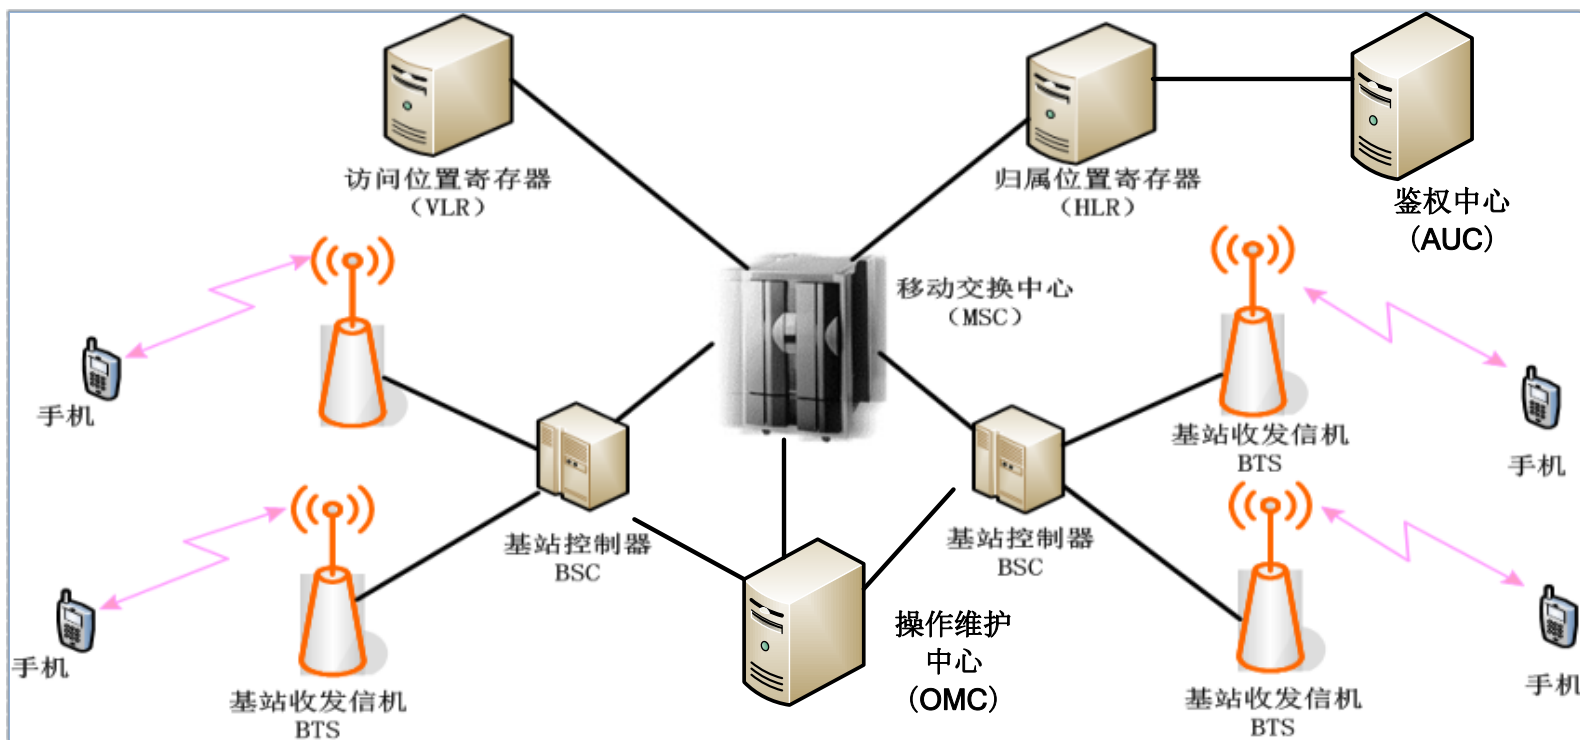 访问位置寄存器
(VLR)
归属位置寄存器
(HLR)
鉴权中心
(AUC)
移动交换中心
(MSC)
手机
基站收发信机
BTS
手机
基站控制器
BSC
基站控制器
BSC
操作维护
中心
(OMC)
手机
基站收发信机
BTS
基站收发信机
BTS
手机